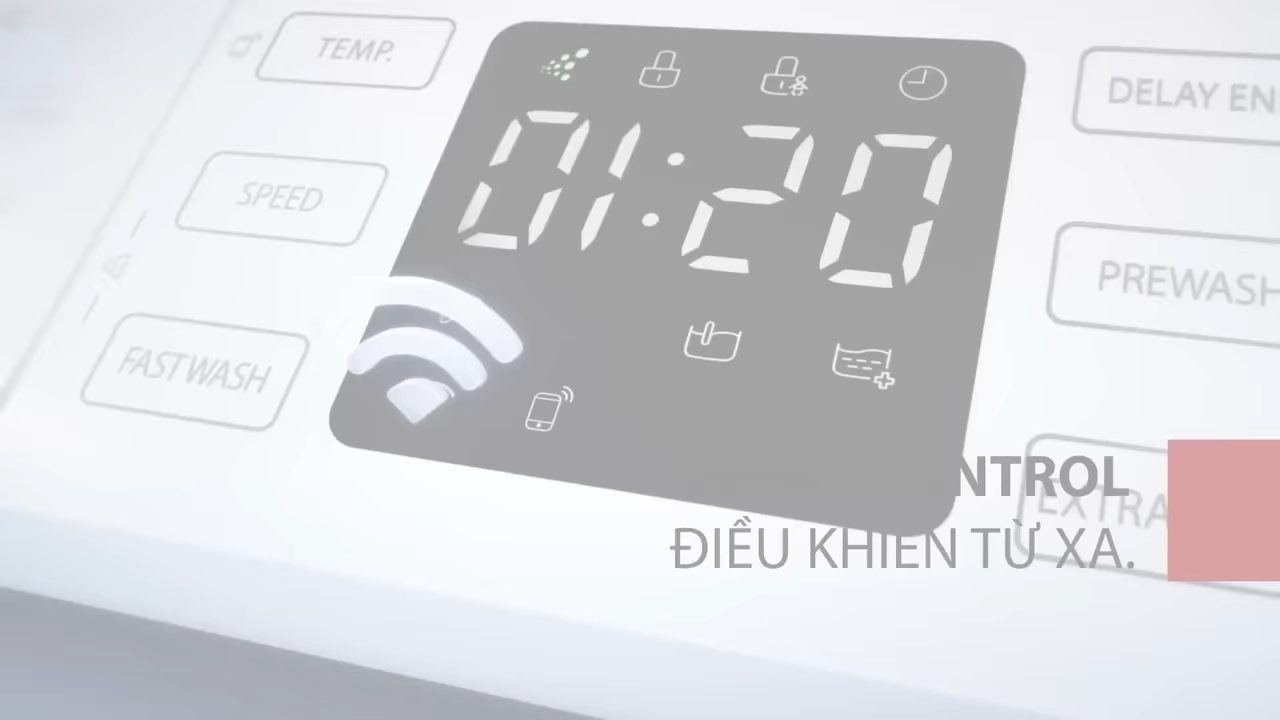 TEMP.
SPEED
FASTWASH
01:20
DELAY EN
PREWASH
EXTRA
NTROL
ĐIỀU KHIỂN TỪ XA.